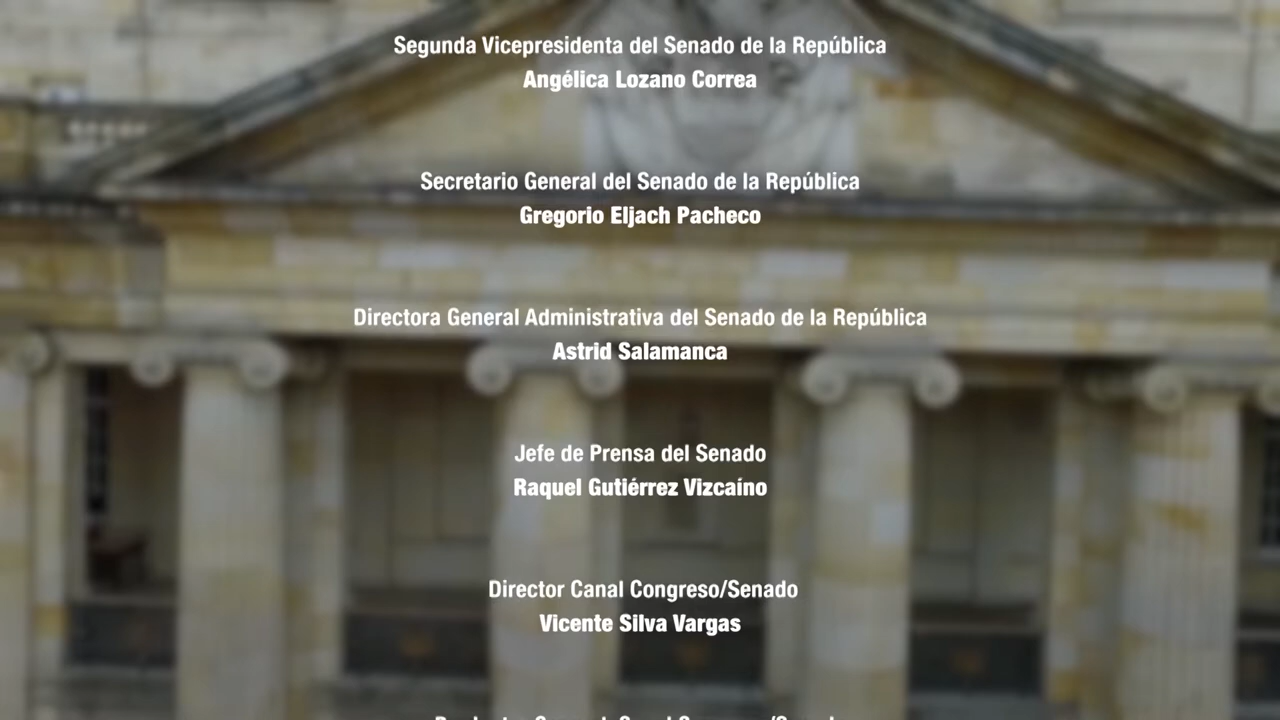 Segunda Vicepresidenta del Senado de la República
Angélica Lozano Correa
Secretario General del Senado de la República
Gregorio Eljach Pacheco
Directora General Administrativa del Senado de la República
Astrid Salamanca
Jefe de Prensa del Senado
Raquel Gutiérrez Vizcaíno
Director Canal Congreso/Senado
Vicente Silva Vargas